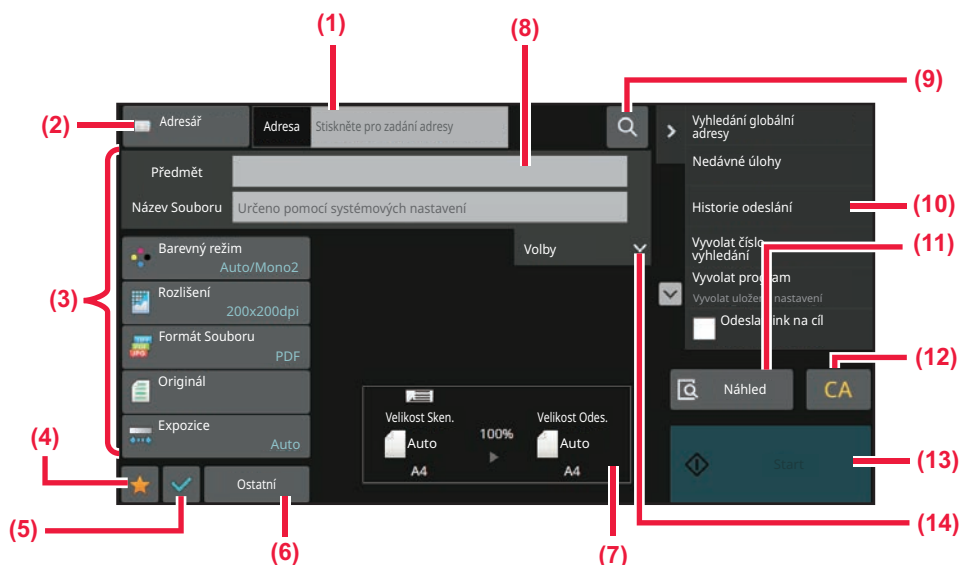 (1)
(8)
(9)
(2)
Adresář
Adresa
Stiskněte pro zadání adresy
Vyhledání globální
adresy
Předmět
Nedávné úlohy
Název Souboru
Určeno pomocí systémových nastavení
Historie odeslání
(10)
Volby
Vyvolat číslo
vyhledání
(11)
(3)
Barevný režim
Auto/Mono2
Vyvolat program
Vyvolat uložená nastavení
Rozlišení
200x200dpi
Odeslat link na cíl
Formát Souboru
PDF
(12)
Originál
Náhled
CA
Expozice
Auto
Velikost Sken.
100%
Velikost Odes.
Auto
Auto
A4
A4
(4)
Start
(13)
Ostatní
(5)
(6)
(7)
(14)